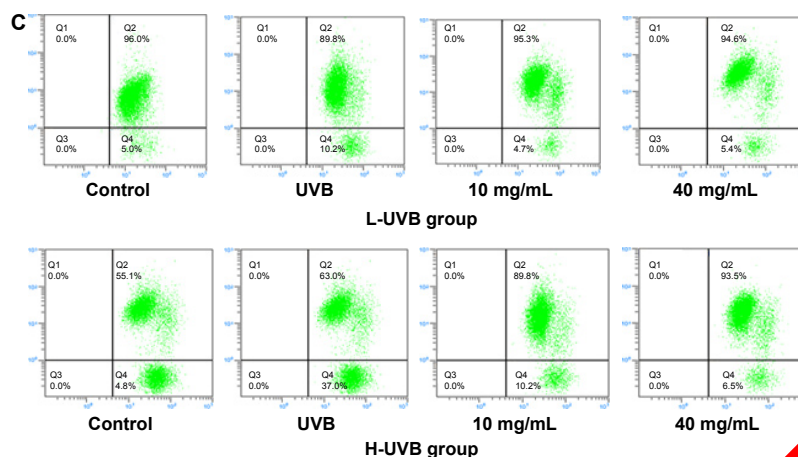 C
Q1 Q2 Q1 Q2 Q1 Q2 Q1 Q2
0.0% 96.0% 0.0% 89.8% 0.0% 95.3% 0.0% 94.6%
Q3 Q4 Q3 Q4 Q3 Q4 Q3 Q4
0.0% 5.0% 0.0% 10.2% 0.0% 4.7% 0.0% 5.4%
Control UVB 10 mg/mL 40 mg/mL
L-UVB group
Q1 Q2 Q1 Q2 Q1 Q2 Q1 Q2
0.0% 55.1% 0.0% 63.0% 0.0% 89.8% 0.0% 93.5%
Q3 Q4 Q3 Q4 Q3 Q4 Q3 Q4
0.0% 4.8% 0.0% 37.0% 0.0% 10.2% 0.0% 6.5%
Control UVB 10 mg/mL 40 mg/mL
H-UVB group